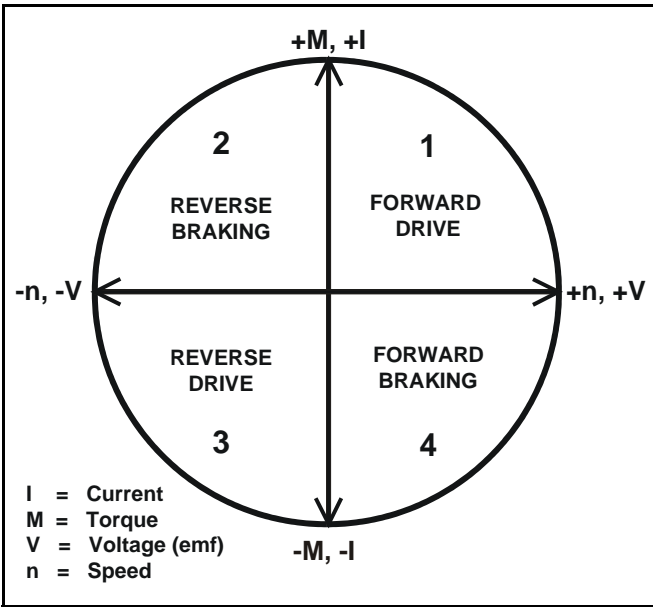 +M, +I
2
1
REVERSE
BRAKING
FORWARD
DRIVE
-n, -V
+n, +V
REVERSE
DRIVE
FORWARD
BRAKING
3
4
I = Current
M = Torque
V = Voltage (emf)
n = Speed
-M, -I